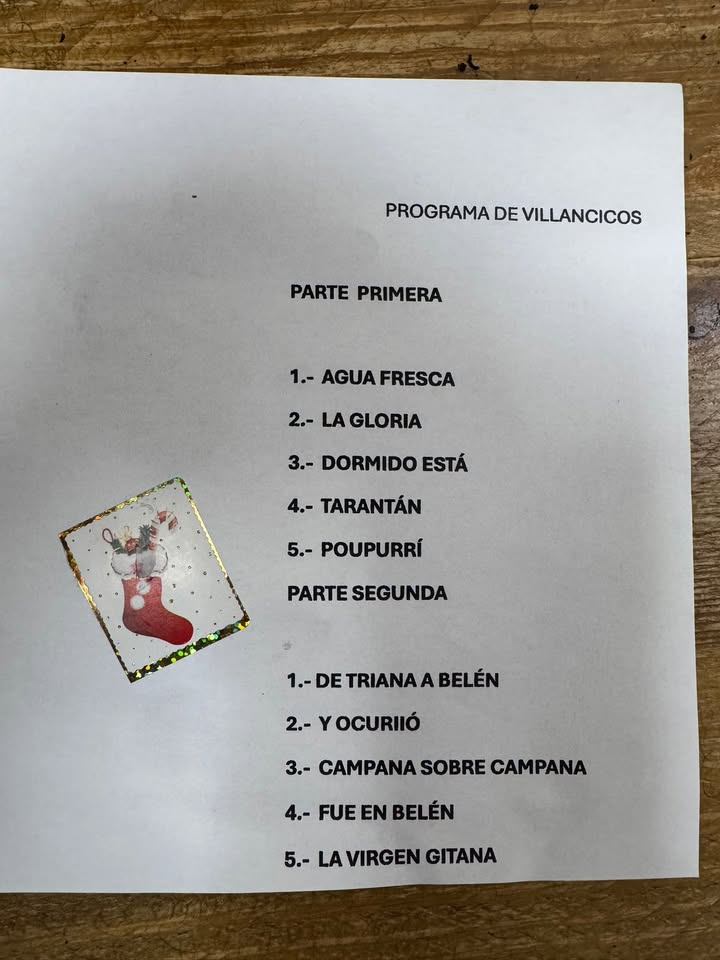 PROGRAMA DE VILLANCICOS
PARTE PRIMERA
1.- AGUA FRESCA
2.- LA GLORIA
3.- DORMIDO ESTÁ
4.- TARANTÁN
5.- POUPURRÍ
PARTE SEGUNDA
1.- DE TRIANA A BELÉN
2.- Y OCURIIÓ
3.- CAMPANA SOBRE CAMPANA
4.- FUE EN BELÉN
5.- LA VIRGEN GITANA